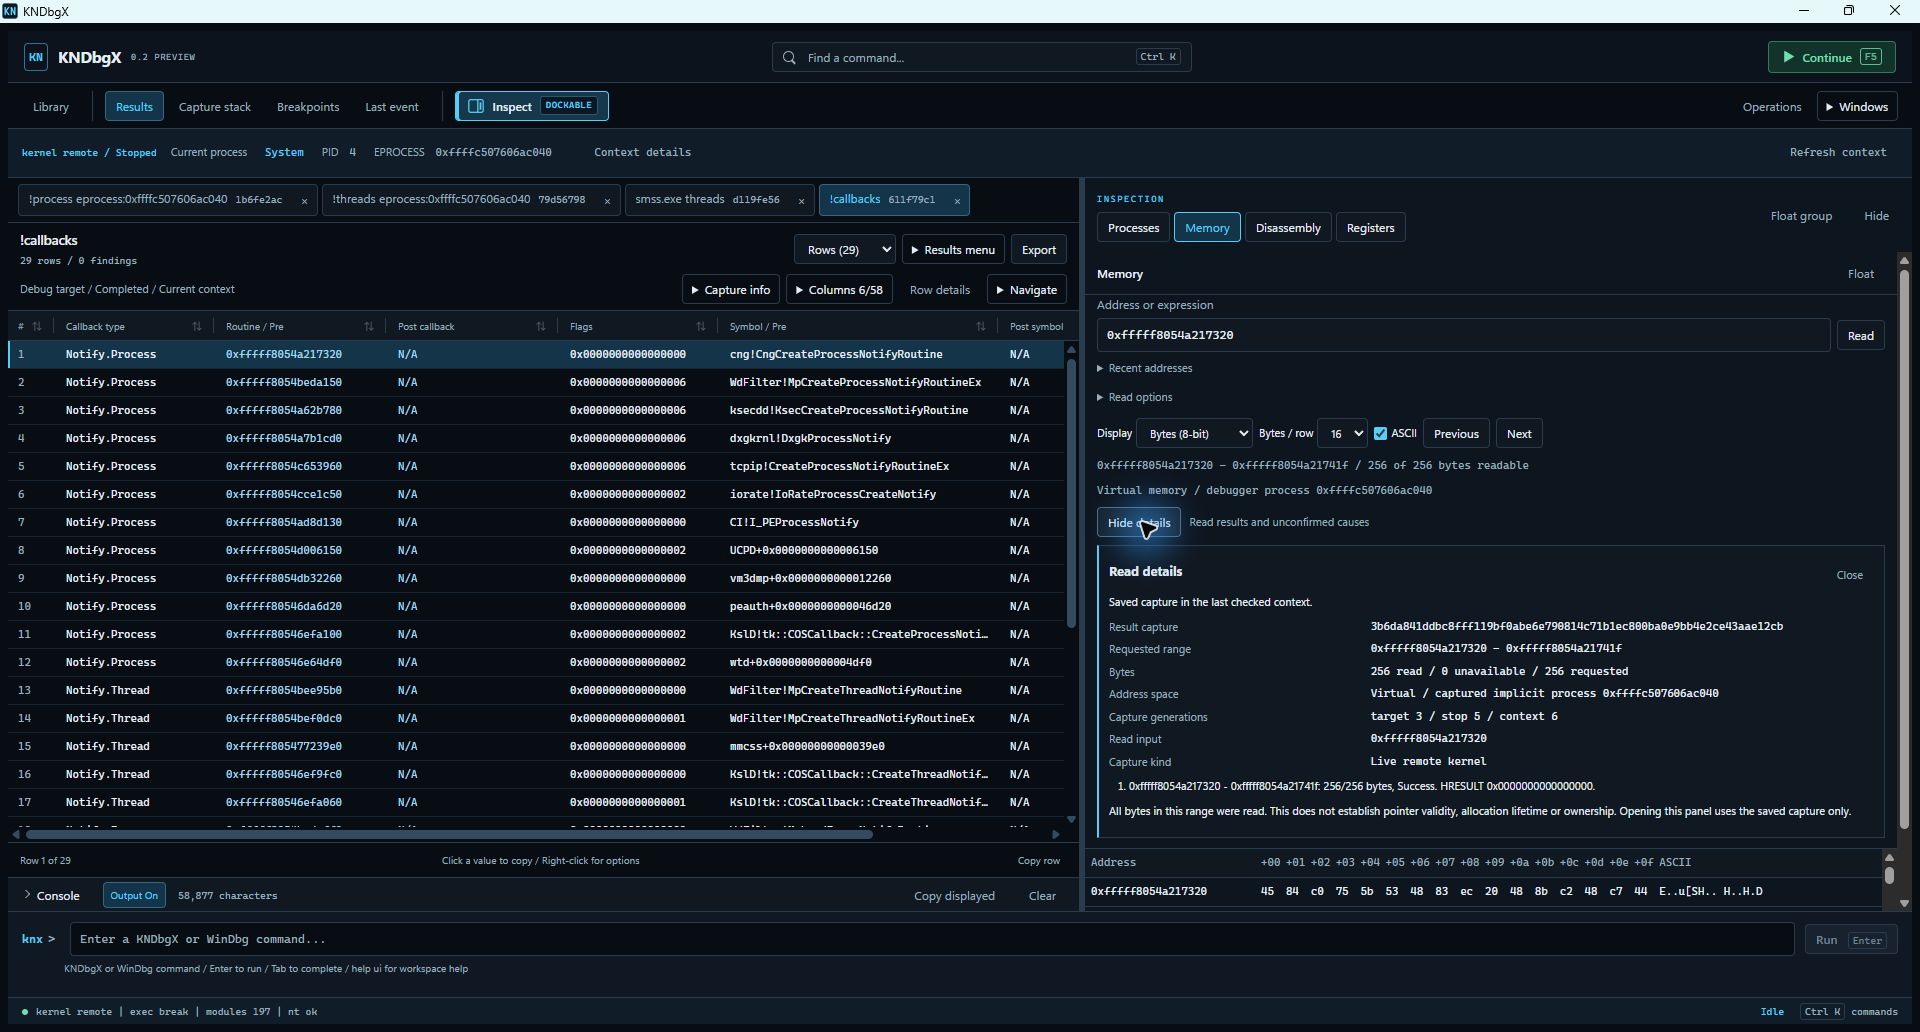 KN KNDbgX
KN KNDbgX 0.2 PREVIEW
Find a command... Ctrl K
Continue F5
Library Results Capture stack Breakpoints Last event Inspect DOCKABLE
Operations Windows
kernel remote / Stopped Current process System PID 4 EPROCESS 0xffffc507606ac040 Context details Refresh context
!process eprocess:0xffffc507606ac040 1b6fe2ac ×
!threads eprocess:0xffffc507606ac040 79d56798 ×
smss.exe threads d119fe56 ×
!callbacks 611f79c1 ×
!callbacks
29 rows / 0 findings
Rows (29) Results menu Export
Debug target / Completed / Current context
Capture info Columns 6/58 Row details Navigate
# Callback type Routine / Pre Post callback Flags Symbol / Pre Post symbol
1 Notify.Process 0xfffff8054a217320 N/A 0x0000000000000000 cng!CngCreateProcessNotifyRoutine N/A
2 Notify.Process 0xfffff8054beda150 N/A 0x0000000000000006 WdFilter!MpCreateProcessNotifyRoutineEx N/A
3 Notify.Process 0xfffff8054a62b780 N/A 0x0000000000000006 ksecdd!KsecCreateProcessNotifyRoutine N/A
4 Notify.Process 0xfffff8054a7b1cd0 N/A 0x0000000000000006 dxgkrnl!DxgkProcessNotify N/A
5 Notify.Process 0xfffff8054c653960 N/A 0x0000000000000006 tcpip!CreateProcessNotifyRoutineEx N/A
6 Notify.Process 0xfffff8054cce1c50 N/A 0x0000000000000002 iorate!IoRateProcessCreateNotify N/A
7 Notify.Process 0xfffff8054ad8d130 N/A 0x0000000000000000 CI!I_PEProcessNotify N/A
8 Notify.Process 0xfffff8054d006150 N/A 0x0000000000000002 UCPD+0x0000000000006150 N/A
9 Notify.Process 0xfffff8054db32260 N/A 0x0000000000000000 vm3dmp+0x0000000000012260 N/A
10 Notify.Process 0xfffff80546da6d20 N/A 0x0000000000000000 peauth+0x0000000000046d20 N/A
11 Notify.Process 0xfffff80546efa100 N/A 0x0000000000000002 KslD!tk::COSCallback::CreateProcessNoti… N/A
12 Notify.Process 0xfffff80546e64df0 N/A 0x0000000000000002 wtd+0x0000000000004df0 N/A
13 Notify.Thread 0xfffff8054bee95b0 N/A 0x0000000000000000 WdFilter!MpCreateThreadNotifyRoutine N/A
14 Notify.Thread 0xfffff8054bef0dc0 N/A 0x0000000000000001 WdFilter!MpCreateThreadNotifyRoutineEx N/A
15 Notify.Thread 0xfffff805477239e0 N/A 0x0000000000000000 mmcss+0x00000000000039e0 N/A
16 Notify.Thread 0xfffff80546ef9fc0 N/A 0x0000000000000000 KslD!tk::COSCallback::CreateThreadNotif… N/A
17 Notify.Thread 0xfffff80546efa060 N/A 0x0000000000000001 KslD!tk::COSCallback::CreateThreadNotif… N/A
Row 1 of 29 Click a value to copy / Right-click for options Copy row
Console Output On 58,877 characters Copy displayed Clear
INSPECTION
Processes Memory Disassembly Registers Float group Hide
Memory Float
Address or expression
0xfffff8054a217320 Read
Recent addresses
Read options
Display Bytes (8-bit) Bytes / row 16 ASCII Previous Next
0xfffff8054a217320 – 0xfffff8054a21741f / 256 of 256 bytes readable
Virtual memory / debugger process 0xffffc507606ac040
Hide details Read results and unconfirmed causes
Read details Close
Saved capture in the last checked context.
Result capture 3b6da841ddbc8fff119bf0abe6e790814c71b1ec800ba0e9bb4e2ce43aae12cb
Requested range 0xfffff8054a217320 – 0xfffff8054a21741f
Bytes 256 read / 0 unavailable / 256 requested
Address space Virtual / captured implicit process 0xffffc507606ac040
Capture generations target 3 / stop 5 / context 6
Read input 0xfffff8054a217320
Capture kind Live remote kernel
1. 0xfffff8054a217320 - 0xfffff8054a21741f: 256/256 bytes, Success. HRESULT 0x0000000000000000.
All bytes in this range were read. This does not establish pointer validity, allocation lifetime or ownership. Opening this panel uses the saved capture only.
Address +00 +01 +02 +03 +04 +05 +06 +07 +08 +09 +0a +0b +0c +0d +0e +0f ASCII
0xfffff8054a217320 45 84 c0 75 5b 53 48 83 ec 20 48 8b c2 48 c7 44 E..u[SH.. H..H.D
knx > Enter a KNDbgX or WinDbg command... Run Enter
KNDbgX or WinDbg command / Enter to run / Tab to complete / help ui for workspace help
kernel remote | exec break | modules 197 | nt ok Idle Ctrl K commands